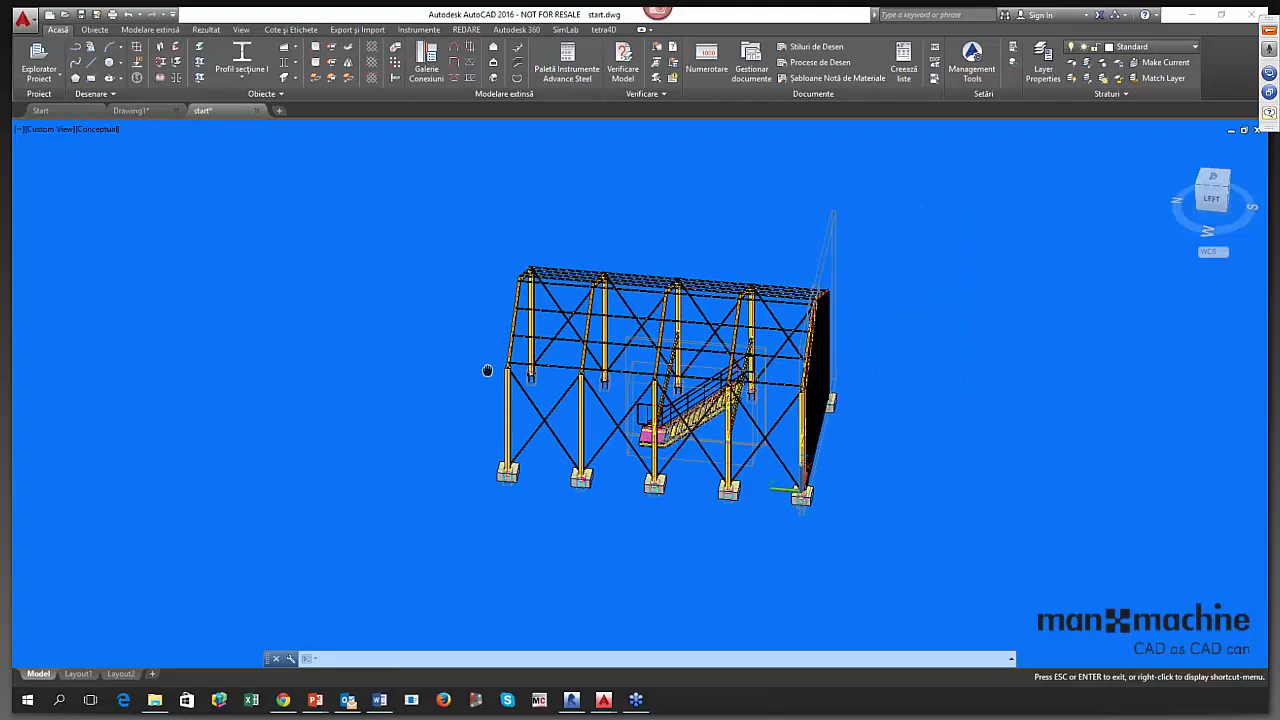 Autodesk AutoCAD 2016 - NOT FOR RESALE start.dwg
Type a keyword or phrase
Sign In
Acasă Obiecte Modelare extinsă Rezultat View Cote și Etichete Export și Import Instrumente REDARE Autodesk 360 SimLab tetra4D
Explorator Proiect
Profil secțiune I
Galerie Conexiuni
Paletă Instrumente Advance Steel
Verificare Model
Numerotare
Gestionar documente
Stiluri de Desen
Procese de Desen
Șabloane Notă de Materiale
Creează liste
Management Tools
Layer Properties
Standard
Make Current
Match Layer
Proiect Desenare Obiecte Modelare extinsă Verificare Documente Setări Straturi
Start Drawing1* start*
[−][Custom View][Conceptual]
LEFT
N
S
W
WCS
man machine
CAD as CAD can
Model Layout1 Layout2
Press ESC or ENTER to exit, or right-click to display shortcut-menu.